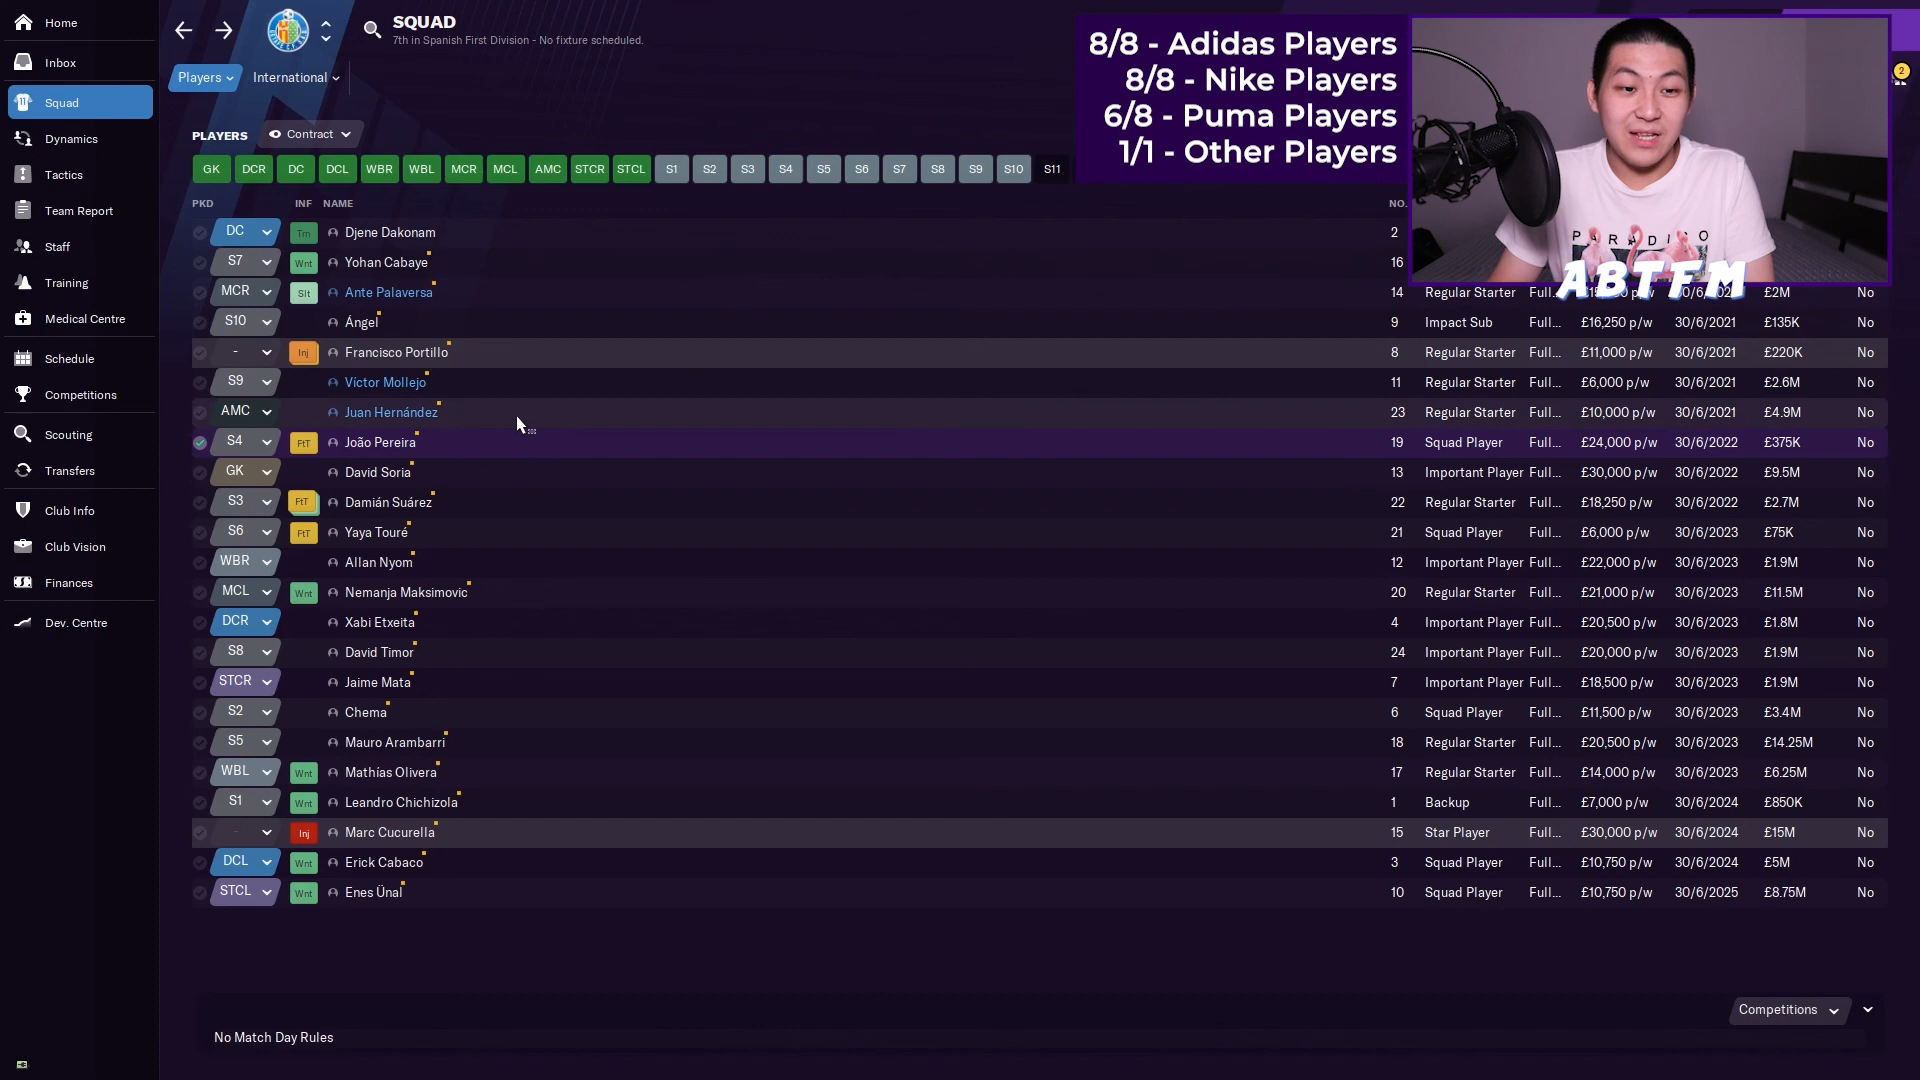 Home
Inbox
Squad
Dynamics
Tactics
Team Report
Staff
Training
Medical Centre
Schedule
Competitions
Scouting
Transfers
Club Info
Club Vision
Finances
Dev. Centre
SQUAD
7th in Spanish First Division - No fixture scheduled.
Players International
8/8 - Adidas Players
8/8 - Nike Players
6/8 - Puma Players
1/1 - Other Players
2
PARADISO
ABTFM
PLAYERS Contract
GK DCR DC DCL WBR WBL MCR MCL AMC STCR STCL S1 S2 S3 S4 S5 S6 S7 S8 S9 S10 S11
PKD INF NAME NO.
DC Trn Djene Dakonam 2
S7 Wnt Yohan Cabaye 16
MCR Slt Ante Palaversa 14 Regular Starter Full... £2M No
S10 Ángel 9 Impact Sub Full... £16,250 p/w 30/6/2021 £135K No
- Inj Francisco Portillo 8 Regular Starter Full... £11,000 p/w 30/6/2021 £220K No
S9 Víctor Mollejo 11 Regular Starter Full... £6,000 p/w 30/6/2021 £2.6M No
AMC Juan Hernández 23 Regular Starter Full... £10,000 p/w 30/6/2021 £4.9M No
S4 FtT João Pereira 19 Squad Player Full... £24,000 p/w 30/6/2022 £375K No
GK David Soria 13 Important Player Full... £30,000 p/w 30/6/2022 £9.5M No
S3 FtT Damián Suárez 22 Regular Starter Full... £18,250 p/w 30/6/2022 £2.7M No
S6 FtT Yaya Touré 21 Squad Player Full... £6,000 p/w 30/6/2023 £75K No
WBR Allan Nyom 12 Important Player Full... £22,000 p/w 30/6/2023 £1.9M No
MCL Wnt Nemanja Maksimovic 20 Regular Starter Full... £21,000 p/w 30/6/2023 £11.5M No
DCR Xabi Etxeita 4 Important Player Full... £20,500 p/w 30/6/2023 £1.8M No
S8 David Timor 24 Important Player Full... £20,000 p/w 30/6/2023 £1.9M No
STCR Jaime Mata 7 Important Player Full... £18,500 p/w 30/6/2023 £1.9M No
S2 Chema 6 Squad Player Full... £11,500 p/w 30/6/2023 £3.4M No
S5 Mauro Arambarri 18 Regular Starter Full... £20,500 p/w 30/6/2023 £14.25M No
WBL Wnt Mathías Olivera 17 Regular Starter Full... £14,000 p/w 30/6/2023 £6.25M No
S1 Wnt Leandro Chichizola 1 Backup Full... £7,000 p/w 30/6/2024 £850K No
- Inj Marc Cucurella 15 Star Player Full... £30,000 p/w 30/6/2024 £15M No
DCL Wnt Erick Cabaco 3 Squad Player Full... £10,750 p/w 30/6/2024 £5M No
STCL Wnt Enes Ünal 10 Squad Player Full... £10,750 p/w 30/6/2025 £8.75M No
Competitions
No Match Day Rules